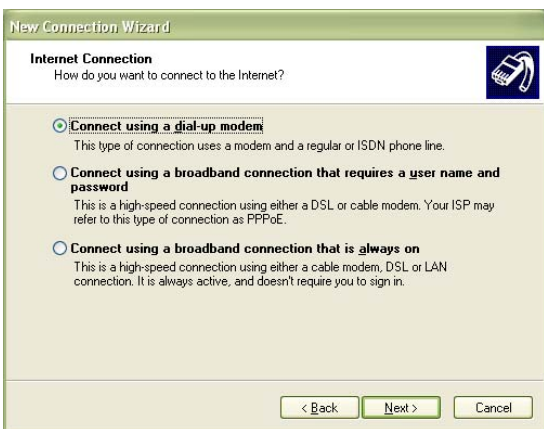 New Connection Wizard
Internet Connection
How do you want to connect to the Internet?
Connect using a dial-up modem
This type of connection uses a modem and a regular or ISDN phone line.
Connect using a broadband connection that requires a user name and
password
This is a high-speed connection using either a DSL or cable modem. Your ISP may
refer to this type of connection as PPPoE.
Connect using a broadband connection that is always on
This is a high-speed connection using either a cable modem, DSL or LAN
connection. It is always active, and doesn't require you to sign in.
< Back Next > Cancel